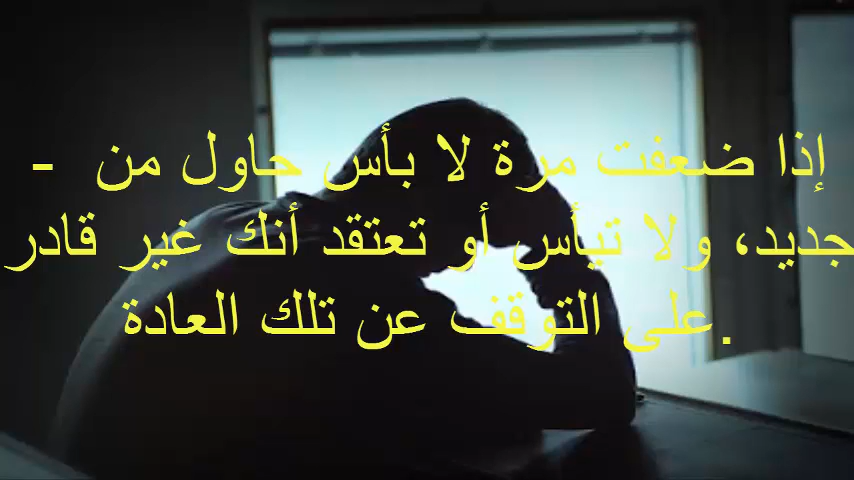 إذا ضعفت مرة لا بأس حاول من -
جديد، ولا تيأس أو تعتقد أنك غير قادر
على التوقف عن تلك العادة.